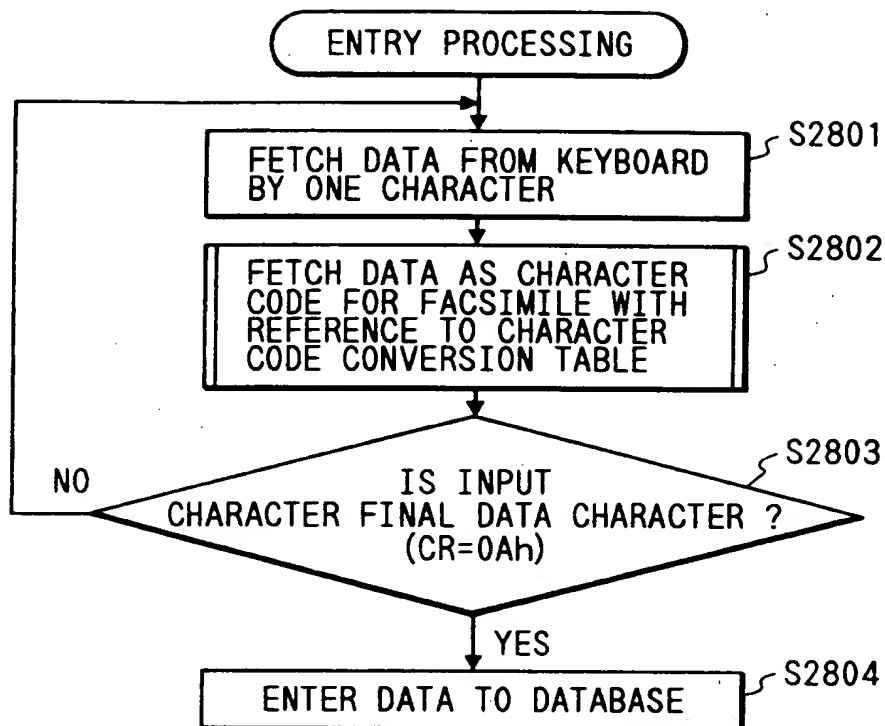 ENTRY PROCESSING
S2801
FETCH DATA FROM KEYBOARD
BY ONE CHARACTER
S2802
FETCH DATA AS CHARACTER
CODE FOR FACSIMILE WITH
REFERENCE TO CHARACTER
CODE CONVERSION TABLE
S2803
NO
IS INPUT
CHARACTER FINAL DATA CHARACTER ?
(CR=0Ah)
YES
S2804
ENTER DATA TO DATABASE